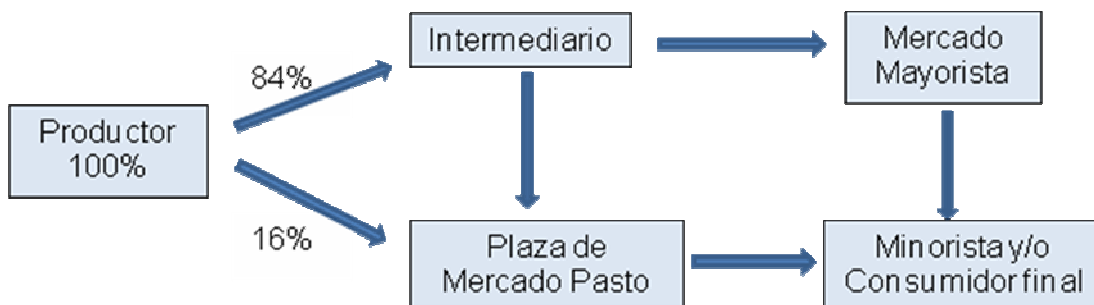 Intermediario
Mercado
Mayorista
84%
Productor
100%
16%
Plaza de
Mercado Pasto
Minorista y/o
Consumidor final